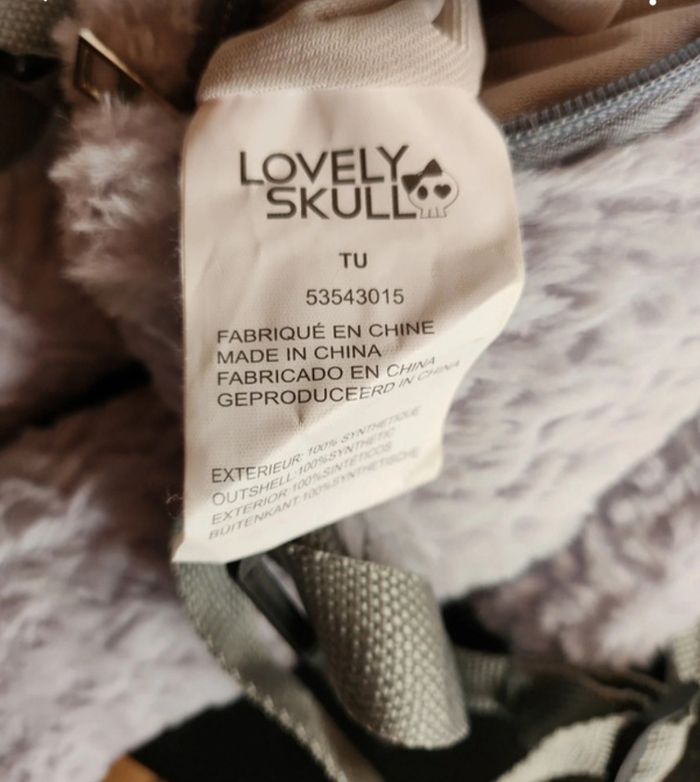 LOVELY
SKULL
TU
53543015
FABRIQUÉ EN CHINE
MADE IN CHINA
FABRICADO EN CHINA
GEPRODUCEERD IN CHINA
EXTERIEUR: 100% SYNTHETIQUE
OUTSHELL:100%SYNTHETIC
EXTERIOR:100%SINTÉTICOS
BUITENKANT:100%SYNTHETISCHE